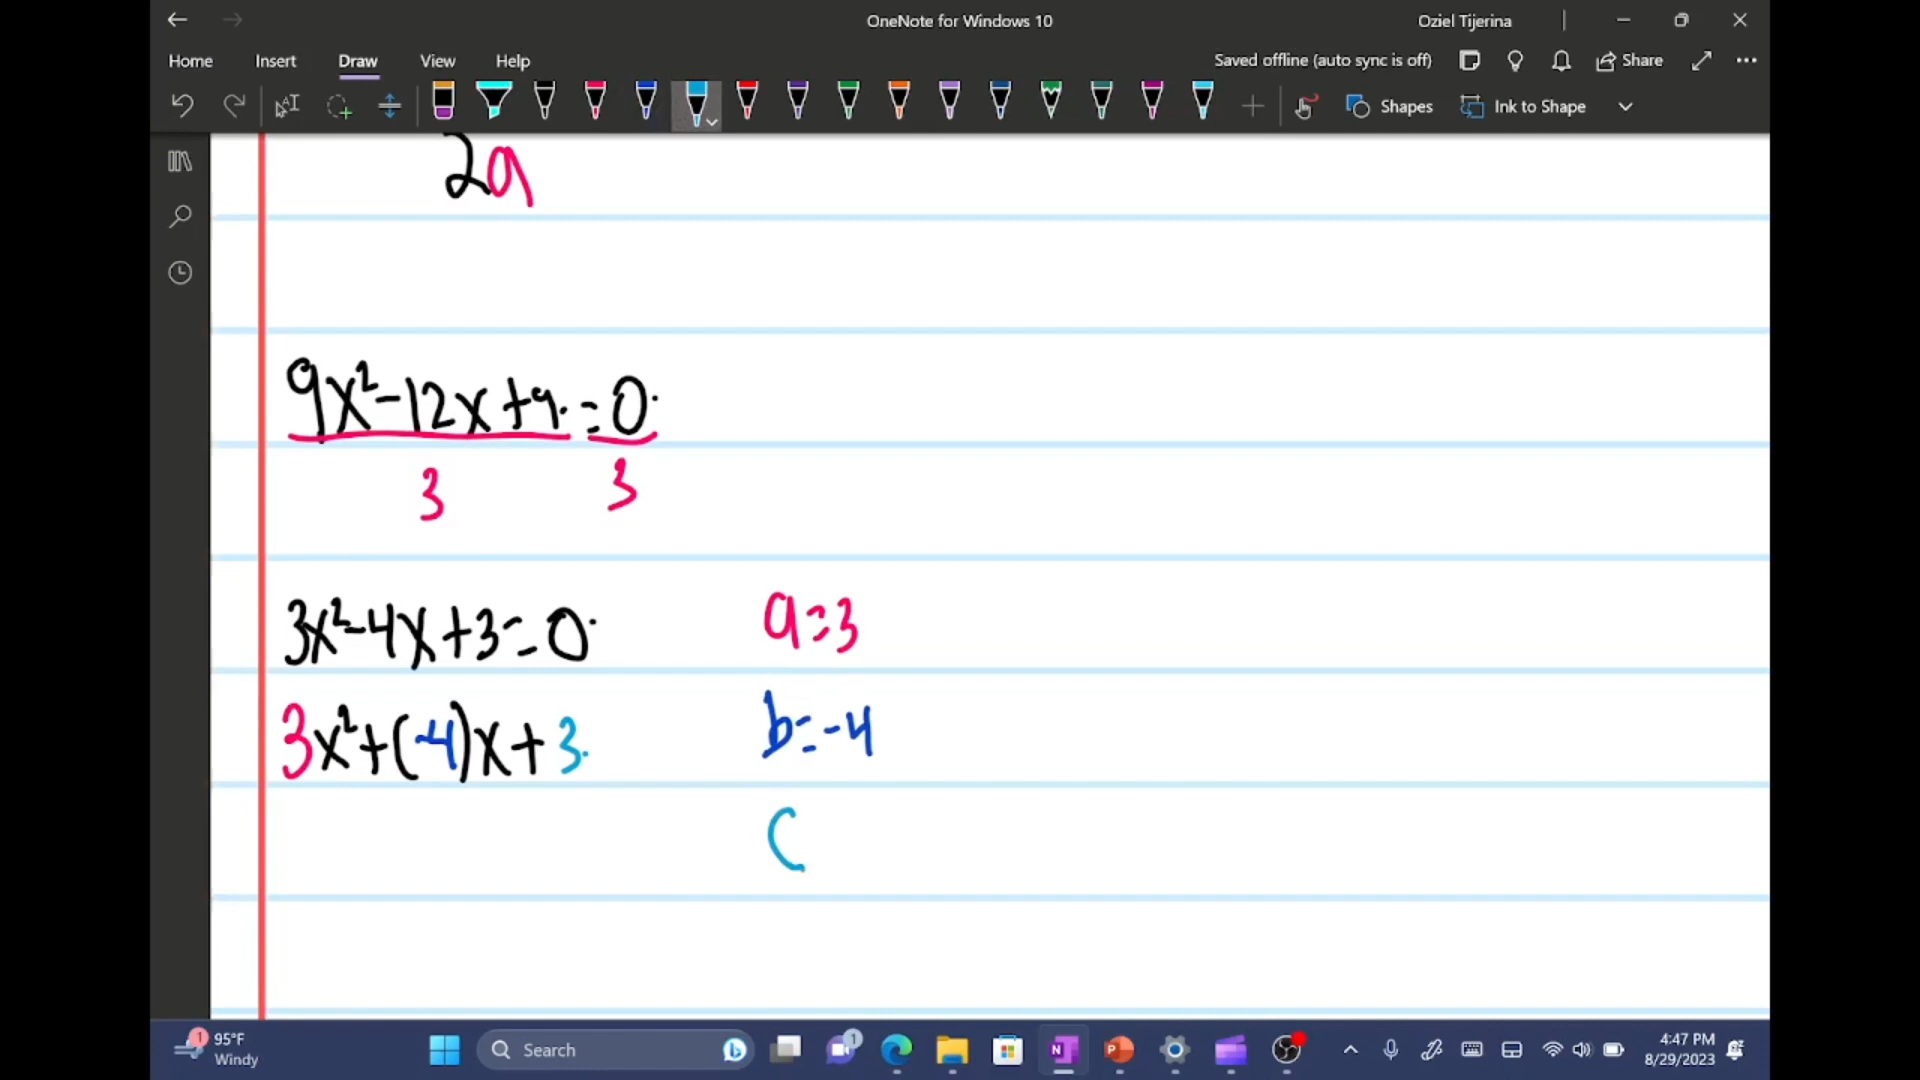 OneNote for Windows 10
Oziel Tijerina
Home Insert Draw View Help
Saved offline (auto sync is off) Share
Shapes Ink to Shape
2a
9x²-12x+9.=0.
3 3
3x²-4x+3=0.
a=3
3x²+(-4)x+3.
b=-4
C
1 95°F
Windy
Search
1
4:47 PM
8/29/2023